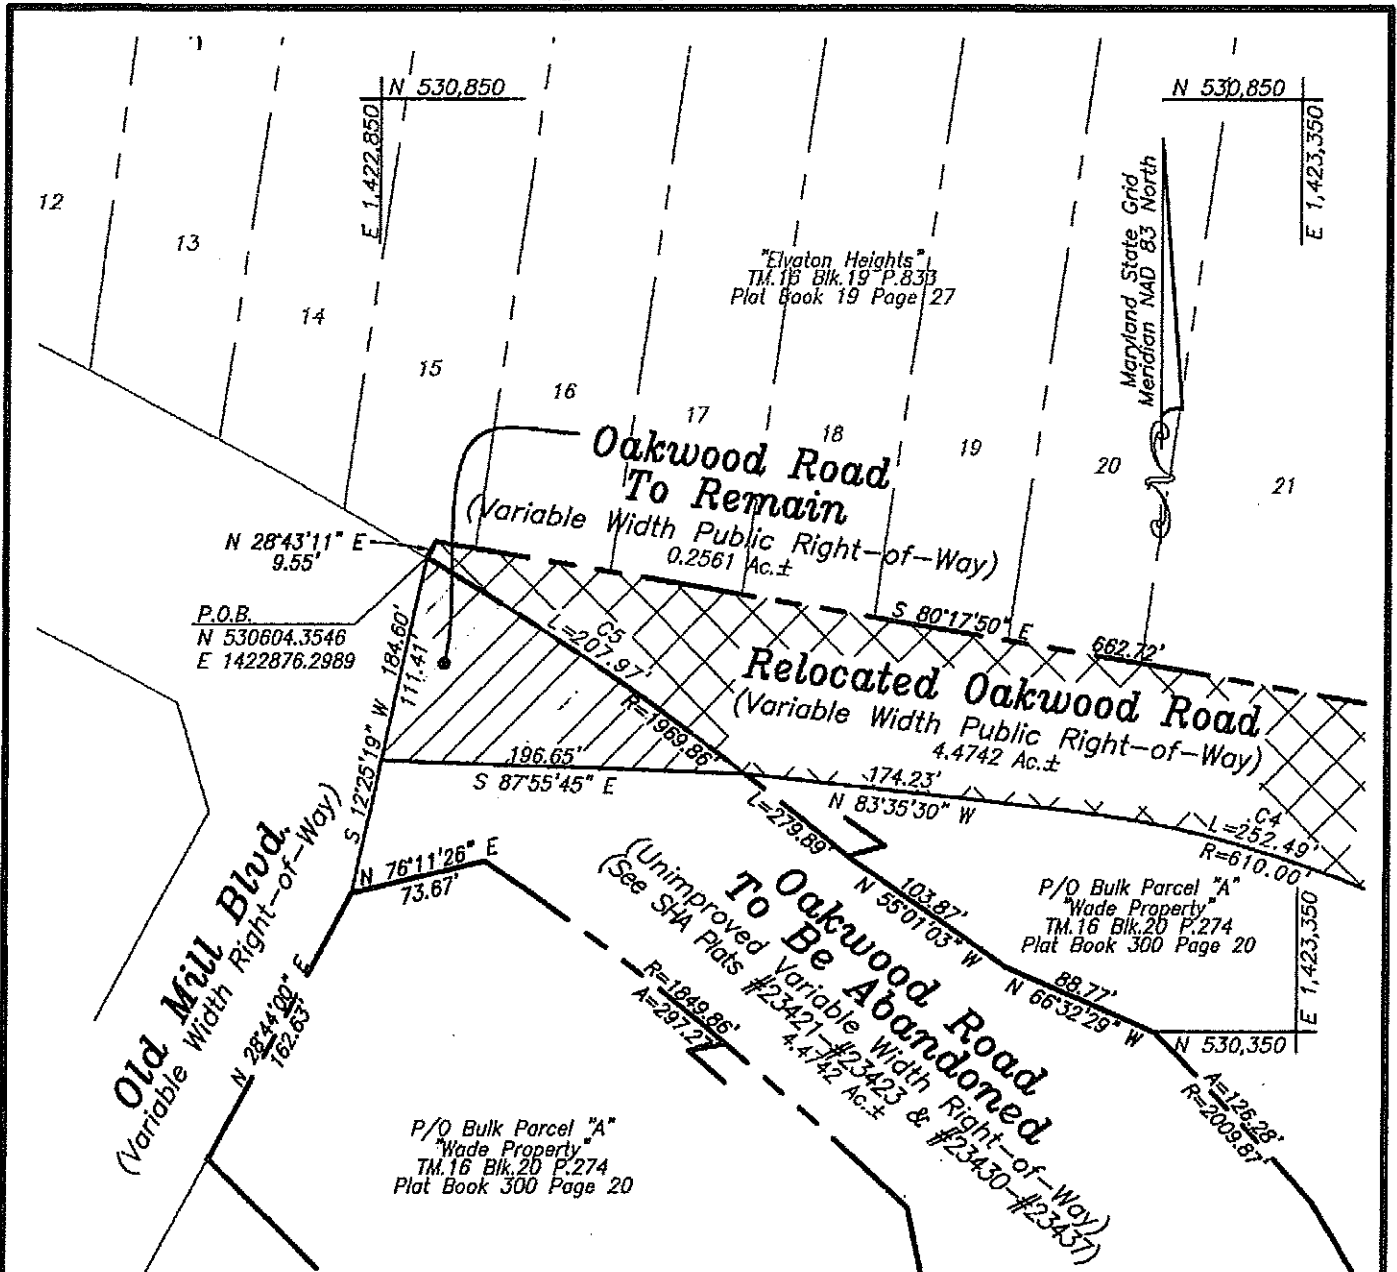 N 530,850
E 1,422,850
N 530,850
E 1,423,350
12
13
14
15
16
17
18
19
20
21
"Elvaton Heights"
TM.16 Blk.19 P.833
Plat Book 19 Page 27
Maryland State Grid
Meridian NAD 83 North
Oakwood Road
To Remain
(Variable Width Public Right-of-Way)
0.2561 Ac.±
N 28°43'11" E
9.55'
P.O.B.
N 530604.3546
E 1422876.2989
S 12°25'19" W 184.60'
111.41'
C5
L=207.97'
R=1969.86'
S 80°17'50" E
662.72'
Relocated Oakwood Road
(Variable Width Public Right-of-Way)
4.4742 Ac.±
196.65'
S 87°55'45" E
174.23'
N 83°35'30" W
C4
L=252.49'
R=610.00'
L=279.89'
103.87'
N 55°01'03" W
88.77'
N 66°32'29" W
P/O Bulk Parcel "A"
"Wade Property"
TM.16 Blk.20 P.274
Plat Book 300 Page 20
E 1,423,350
N 530,350
N 76°11'26" E
73.67'
Old Mill Blvd.
(Variable Width Right-of-Way)
N 28°44'00" E
162.63'
Oakwood Road
To Be Abandoned
(Unimproved Variable Width Right-of-Way)
(See SHA Plats #23421-#23423 & #23430-#23437)
4.4742 Ac.±
R=1849.86'
A=297.27'
A=126.28'
R=2009.87'
P/O Bulk Parcel "A"
"Wade Property"
TM.16 Blk.20 P.274
Plat Book 300 Page 20